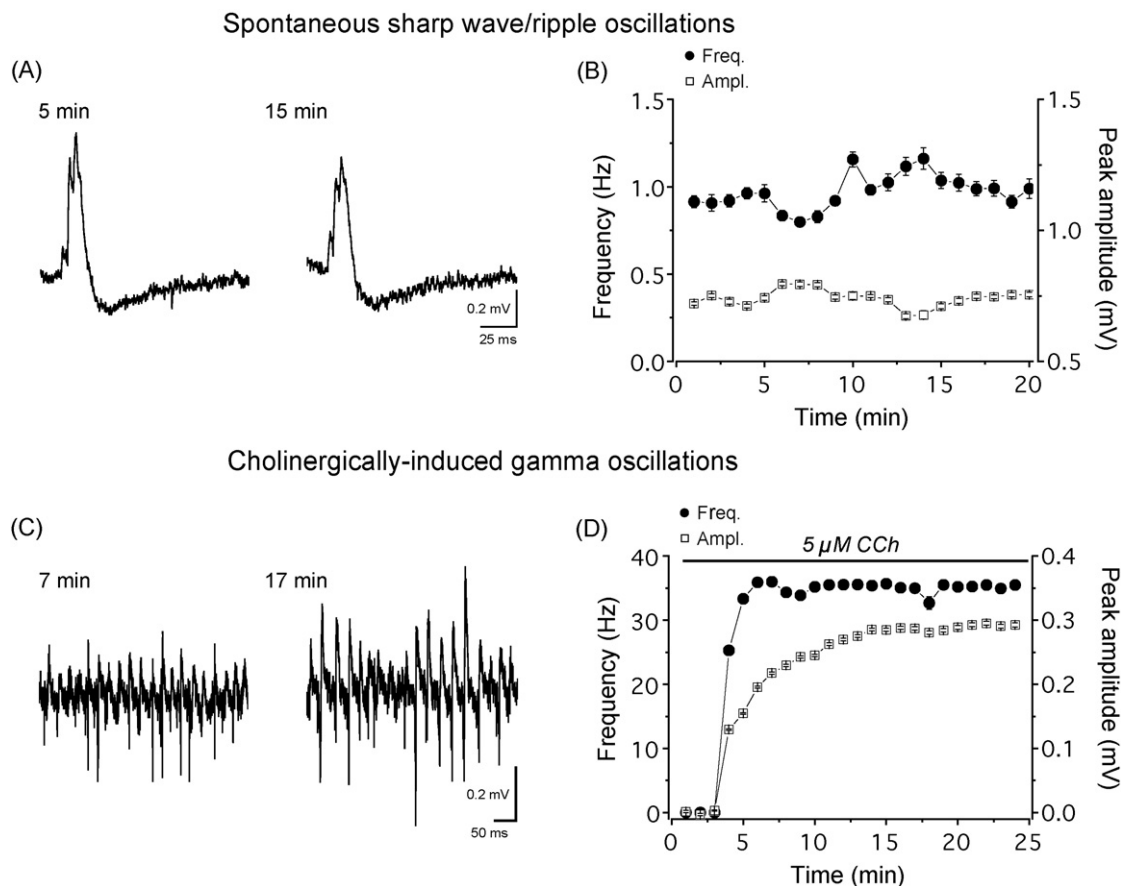 Spontaneous sharp wave/ripple oscillations
(A)
5 min
15 min
0.2 mV
25 ms
(B)
Freq.
Ampl.
1.5
1.0
0.5
0.0
Frequency (Hz)
1.5
1.0
0.5
Peak amplitude (mV)
0
5
10
15
20
Time (min)
Cholinergically-induced gamma oscillations
(C)
7 min
17 min
0.2 mV
50 ms
(D)
Freq.
Ampl.
5 µM CCh
40
30
20
10
0
Frequency (Hz)
0.4
0.3
0.2
0.1
0.0
Peak amplitude (mV)
0
5
10
15
20
25
Time (min)